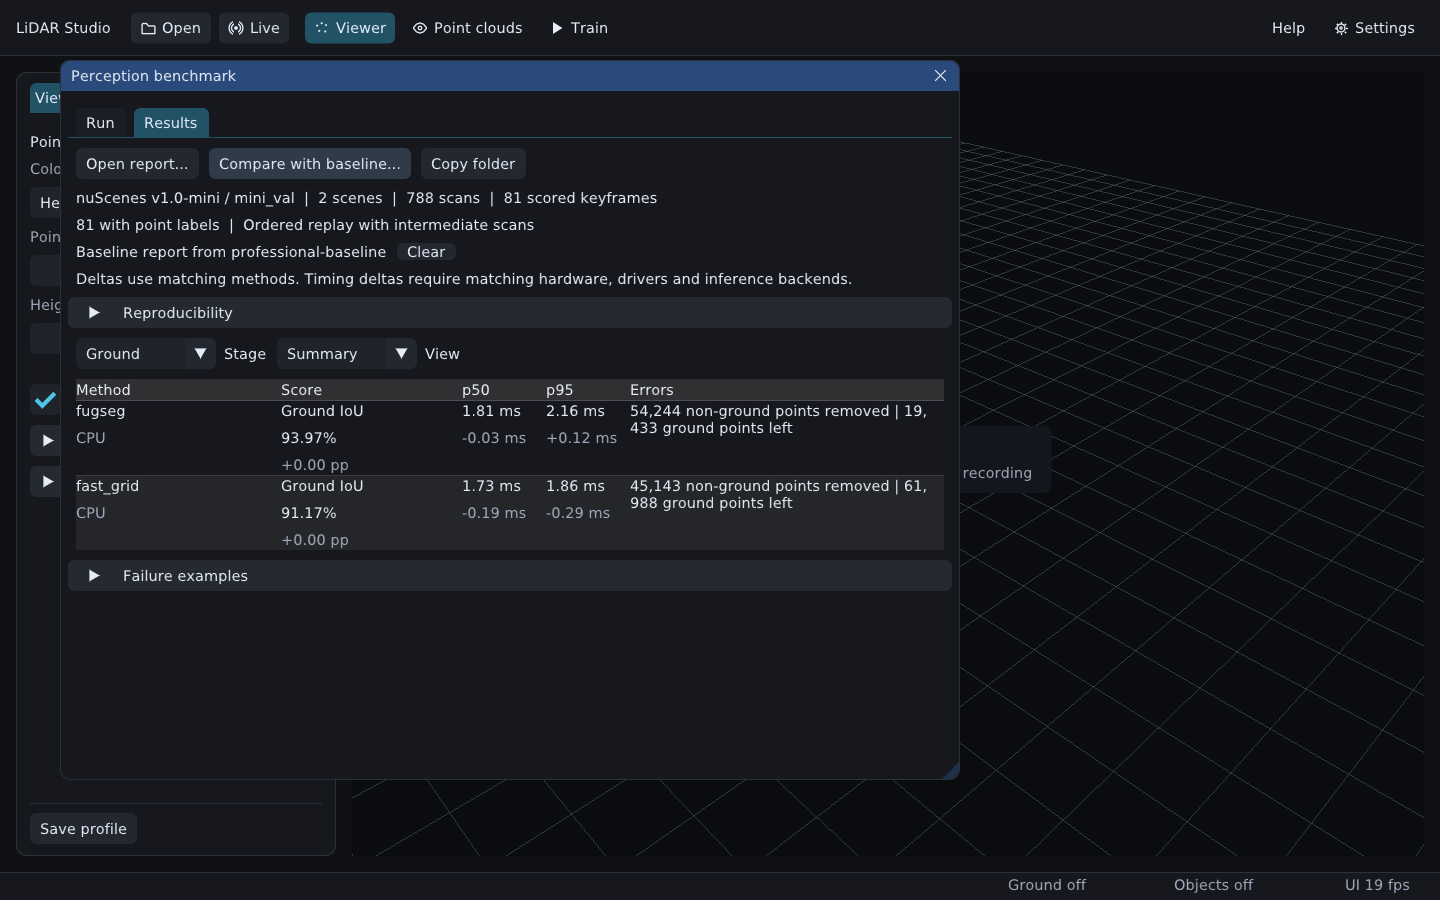 LiDAR Studio Open Live Viewer Point clouds Train Help Settings
Perception benchmark
Run Results
Open report... Compare with baseline... Copy folder
nuScenes v1.0-mini / mini_val | 2 scenes | 788 scans | 81 scored keyframes
81 with point labels | Ordered replay with intermediate scans
Baseline report from professional-baseline Clear
Deltas use matching methods. Timing deltas require matching hardware, drivers and inference backends.
Reproducibility
Ground Stage Summary View
Method Score p50 p95 Errors
fugseg Ground IoU 1.81 ms 2.16 ms 54,244 non-ground points removed | 19,
433 ground points left
CPU 93.97% -0.03 ms +0.12 ms
+0.00 pp
fast_grid Ground IoU 1.73 ms 1.86 ms 45,143 non-ground points removed | 61,
988 ground points left
CPU 91.17% -0.19 ms -0.29 ms
+0.00 pp
Failure examples
recording
Save profile
Ground off Objects off UI 19 fps